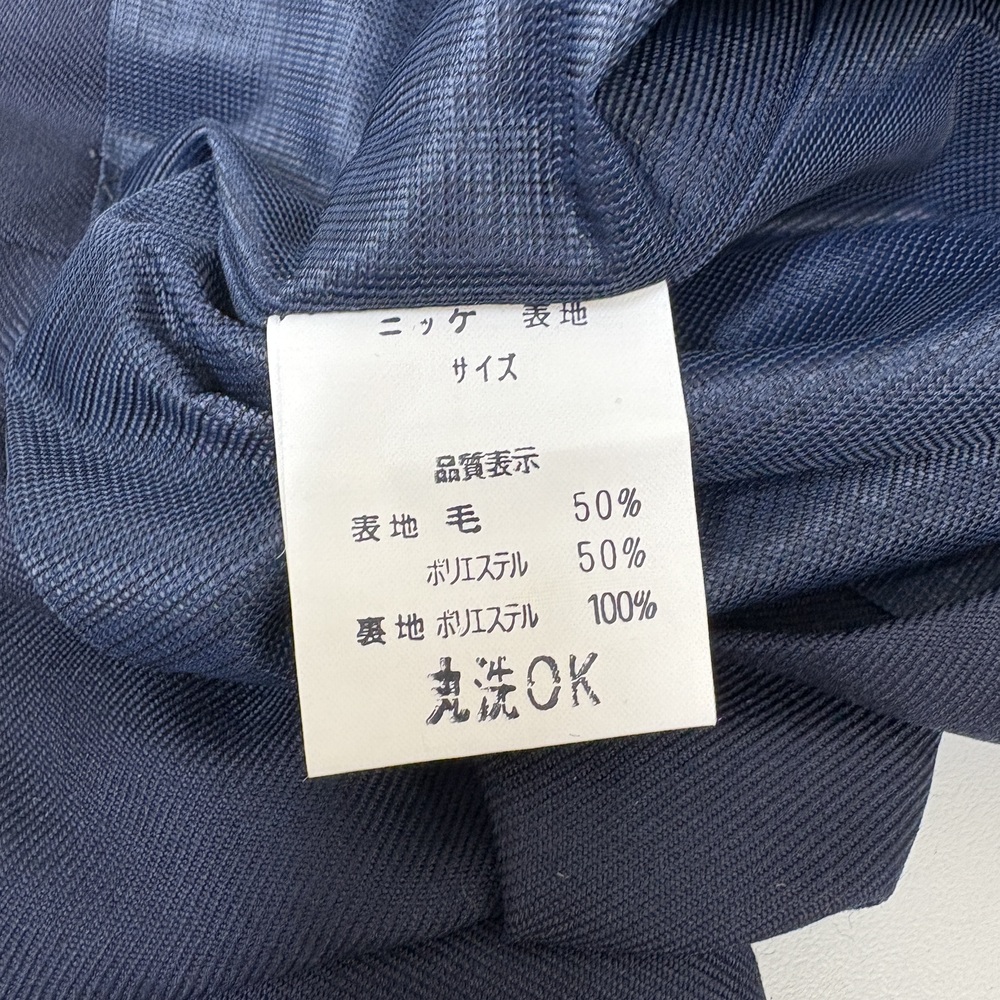 ニッケ 表地
サイズ
品質表示
表地 毛 50%
ポリエステル 50%
裏地 ポリエステル 100%
丸洗OK